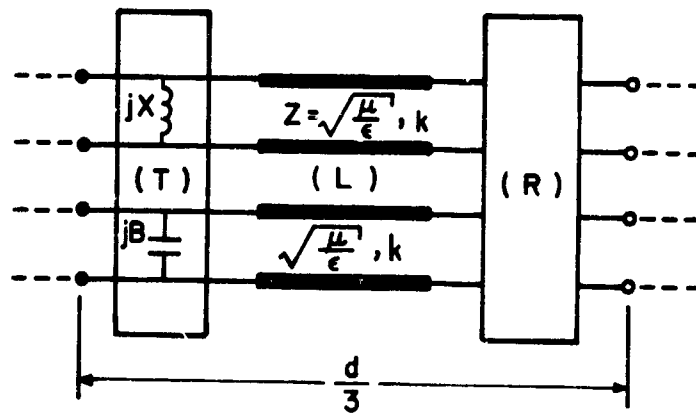 jX
Z=√μ/ϵ , k
(T) (L) (R)
jB
√μ/ϵ , k
d/3